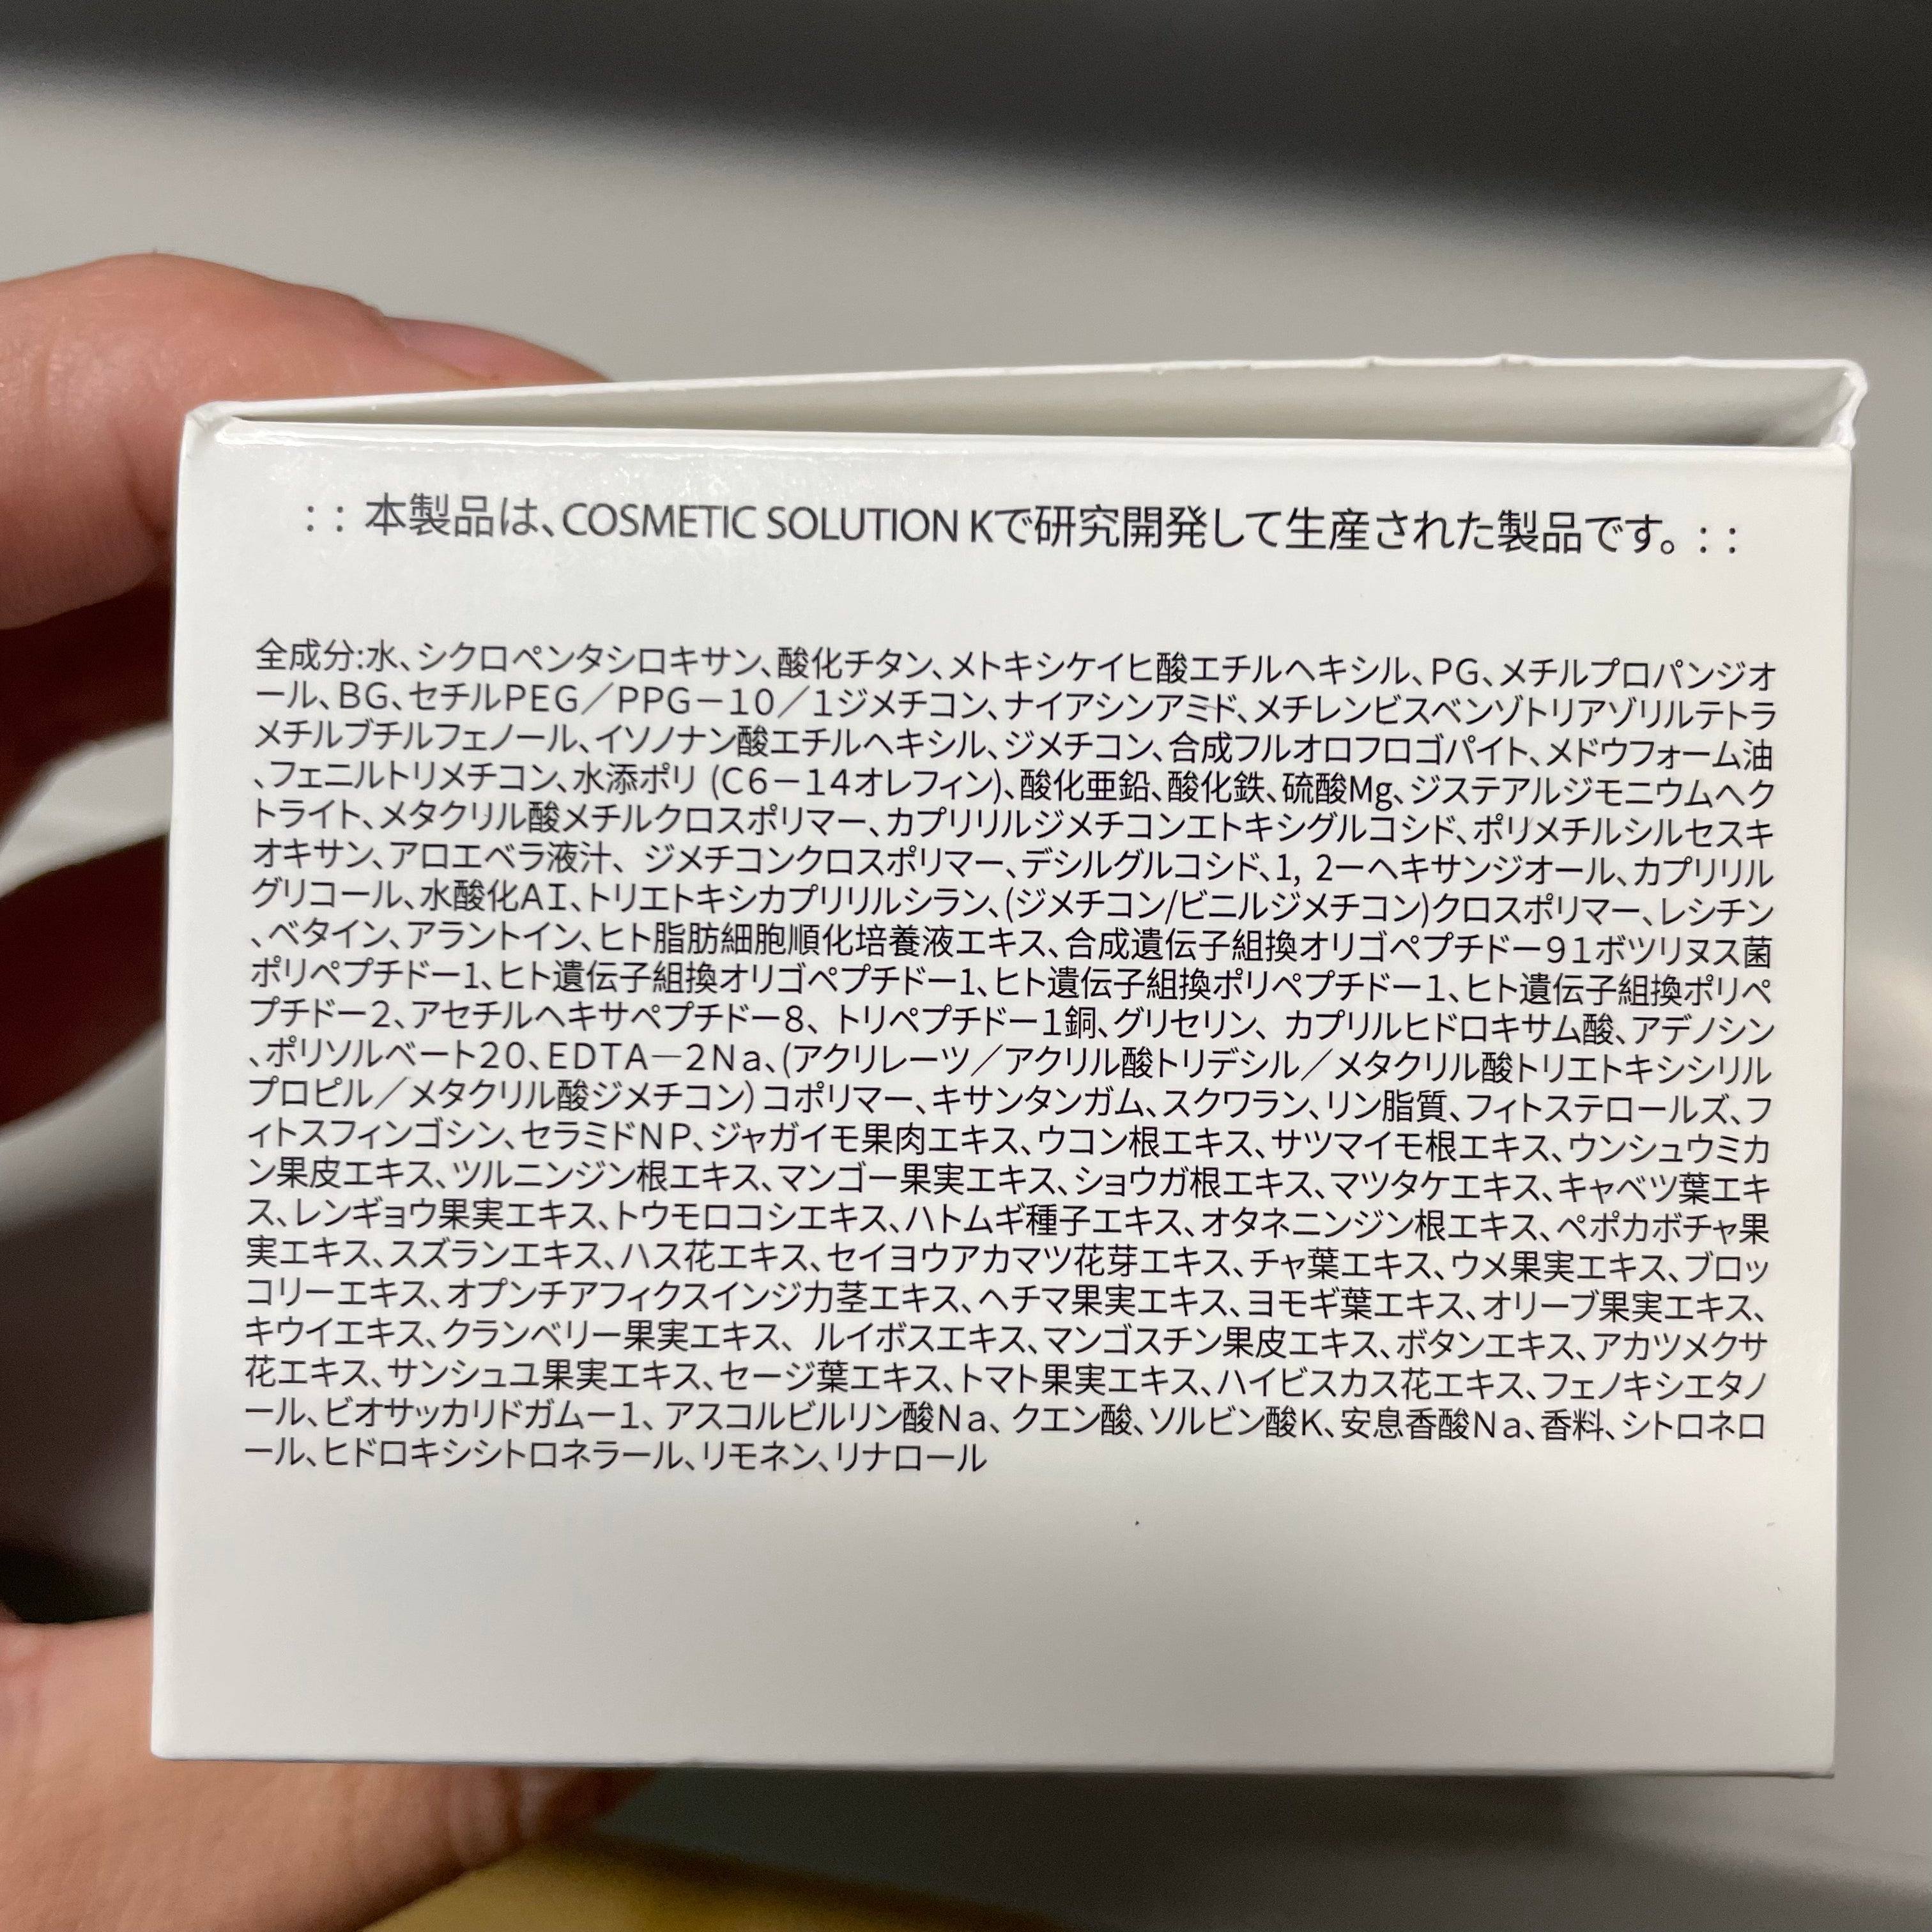 ：：本製品は、COSMETIC SOLUTION Kで研究開発して生産された製品です。：：
全成分:水、シクロペンタシロキサン、酸化チタン、メトキシケイヒ酸エチルヘキシル、PG、メチルプロパンジオ
ール、BG、セチルPEG／PPG－10／1ジメチコン、ナイアシンアミド、メチレンビスベンゾトリアゾリルテトラ
メチルブチルフェノール、イソノナン酸エチルヘキシル、ジメチコン、合成フルオロフロゴパイト、メドウフォーム油
、フェニルトリメチコン、水添ポリ (C6－14オレフィン)、酸化亜鉛、酸化鉄、硫酸Mg、ジステアルジモニウムヘク
トライト、メタクリル酸メチルクロスポリマー、カプリリルジメチコンエトキシグルコシド、ポリメチルシルセスキ
オキサン、アロエベラ液汁、 ジメチコンクロスポリマー、デシルグルコシド、1, 2ーヘキサンジオール、カプリリル
グリコール、水酸化AI、トリエトキシカプリリルシラン、(ジメチコン/ビニルジメチコン)クロスポリマー、レシチン
、ベタイン、アラントイン、ヒト脂肪細胞順化培養液エキス、合成遺伝子組換オリゴペプチドー91ボツリヌス菌
ポリペプチドー1、ヒト遺伝子組換オリゴペプチドー1、ヒト遺伝子組換ポリペプチドー1、ヒト遺伝子組換ポリペ
プチドー2、アセチルヘキサペプチドー8、 トリペプチドー1銅、グリセリン、 カプリルヒドロキサム酸、アデノシン
、ポリソルベート20、EDTA－2Na、(アクリレーツ／アクリル酸トリデシル／メタクリル酸トリエトキシシリル
プロピル／メタクリル酸ジメチコン) コポリマー、キサンタンガム、スクワラン、リン脂質、フィトステロールズ、フ
ィトスフィンゴシン、セラミドNP、ジャガイモ果肉エキス、ウコン根エキス、サツマイモ根エキス、ウンシュウミカ
ン果皮エキス、ツルニンジン根エキス、マンゴー果実エキス、ショウガ根エキス、マツタケエキス、キャベツ葉エキ
ス、レンギョウ果実エキス、トウモロコシエキス、ハトムギ種子エキス、オタネニンジン根エキス、ペポカボチャ果
実エキス、スズランエキス、ハス花エキス、セイヨウアカマツ花芽エキス、チャ葉エキス、ウメ果実エキス、ブロッ
コリーエキス、オプンチアフィクスインジカ茎エキス、ヘチマ果実エキス、ヨモギ葉エキス、オリーブ果実エキス、
キウイエキス、クランベリー果実エキス、 ルイボスエキス、マンゴスチン果皮エキス、ボタンエキス、アカツメクサ
花エキス、サンシュユ果実エキス、セージ葉エキス、トマト果実エキス、ハイビスカス花エキス、フェノキシエタノ
ール、ビオサッカリドガムー1、 アスコルビルリン酸Na、クエン酸、ソルビン酸K、安息香酸Na、香料、シトロネロ
ール、ヒドロキシシトロネラール、リモネン、リナロール